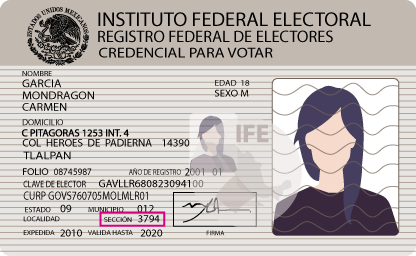 ESTADOS UNIDOS MEXICANOS
INSTITUTO FEDERAL ELECTORAL
REGISTRO FEDERAL DE ELECTORES
CREDENCIAL PARA VOTAR
NOMBRE
GARCIA
MONDRAGON
CARMEN
EDAD 18
SEXO M
DOMICILIO
C PITAGORAS 1253 INT. 4
COL HEROES DE PADIERNA 14390
TLALPAN
IFE
FOLIO 08745987 AÑO DE REGISTRO 2001 01
CLAVE DE ELECTOR GAVLLR6808230941 00
CURP GOVS760705MOLMLR01
ESTADO 09 MUNICIPIO 012
LOCALIDAD SECCIÓN 3794
EXPEDIDA 2010 VALIDA HASTA 2020 FIRMA